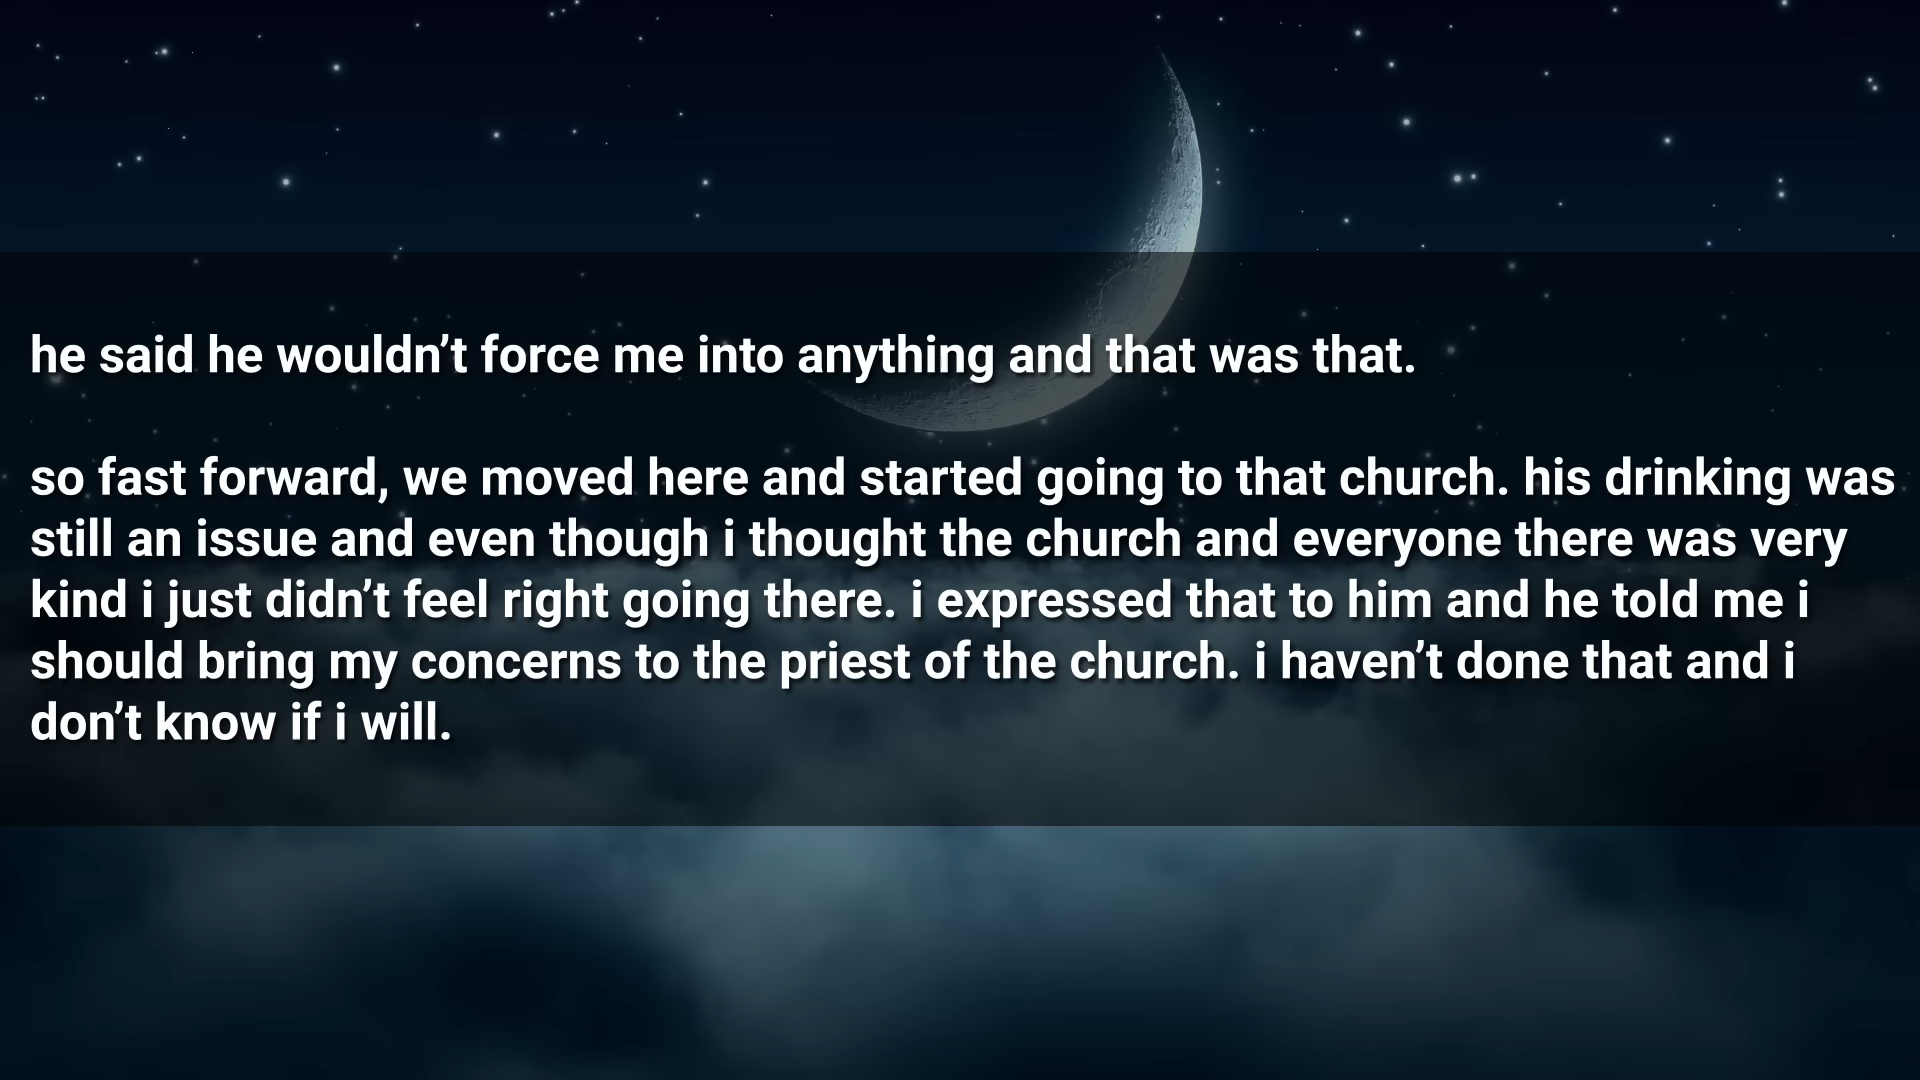 he said he wouldn’t force me into anything and that was that.
so fast forward, we moved here and started going to that church. his drinking was
still an issue and even though i thought the church and everyone there was very
kind i just didn’t feel right going there. i expressed that to him and he told me i
should bring my concerns to the priest of the church. i haven’t done that and i
don’t know if i will.